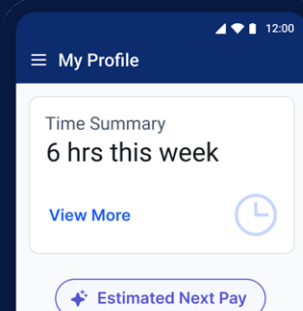 12:00
My Profile
Time Summary
6 hrs this week
View More
Estimated Next Pay